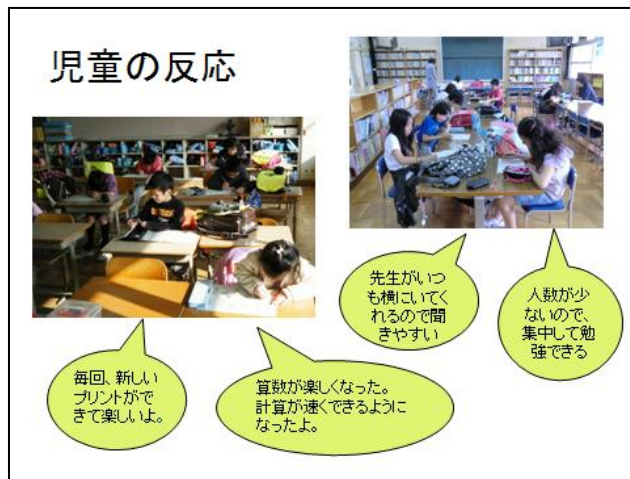 児童の反応
先生がいつ
も横にいてく
れるので聞
きやすい
人数が少
ないので、
集中して勉
強できる
毎回、新しい
プリントがで
きて楽しいよ。
算数が楽しくなった。
計算が速くできるように
なったよ。